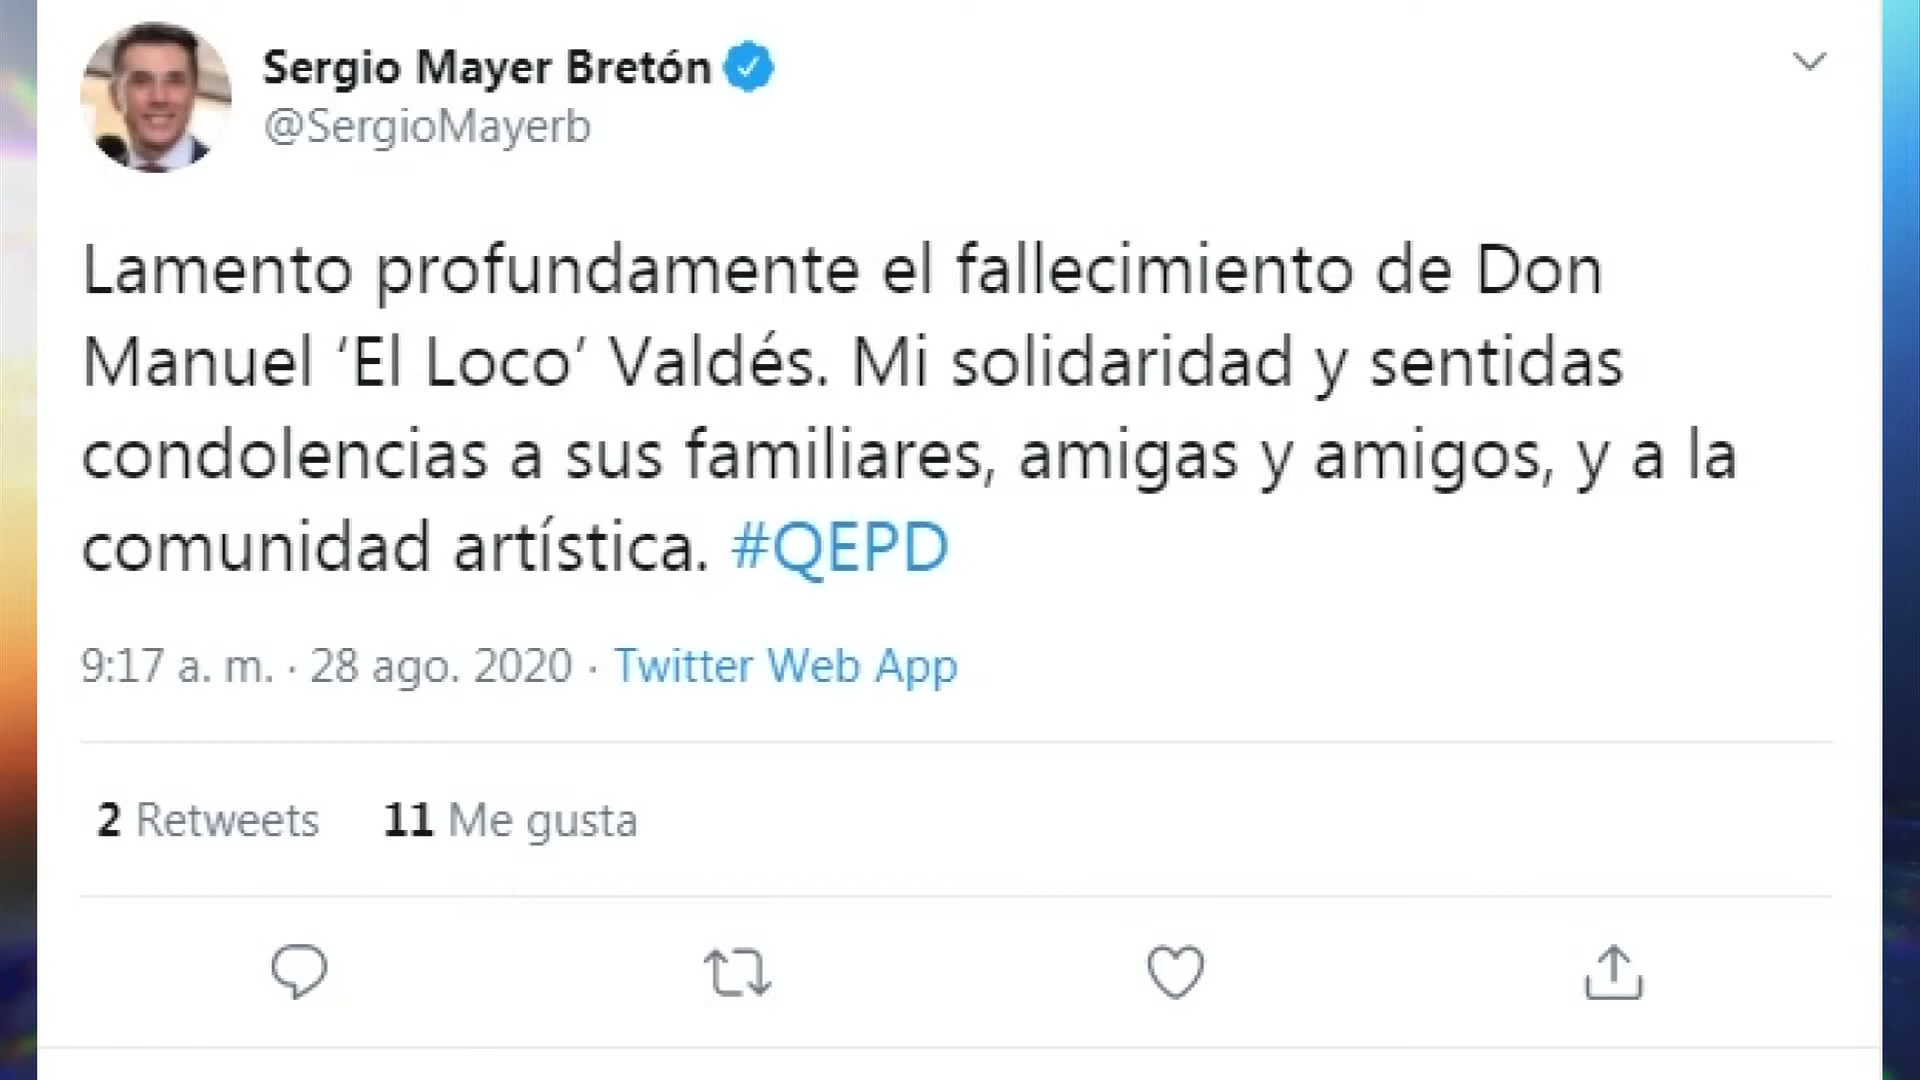 Sergio Mayer Bretón
@SergioMayerb
Lamento profundamente el fallecimiento de Don
Manuel ‘El Loco’ Valdés. Mi solidaridad y sentidas
condolencias a sus familiares, amigas y amigos, y a la
comunidad artística. #QEPD
9:17 a. m. · 28 ago. 2020 · Twitter Web App
2 Retweets 11 Me gusta